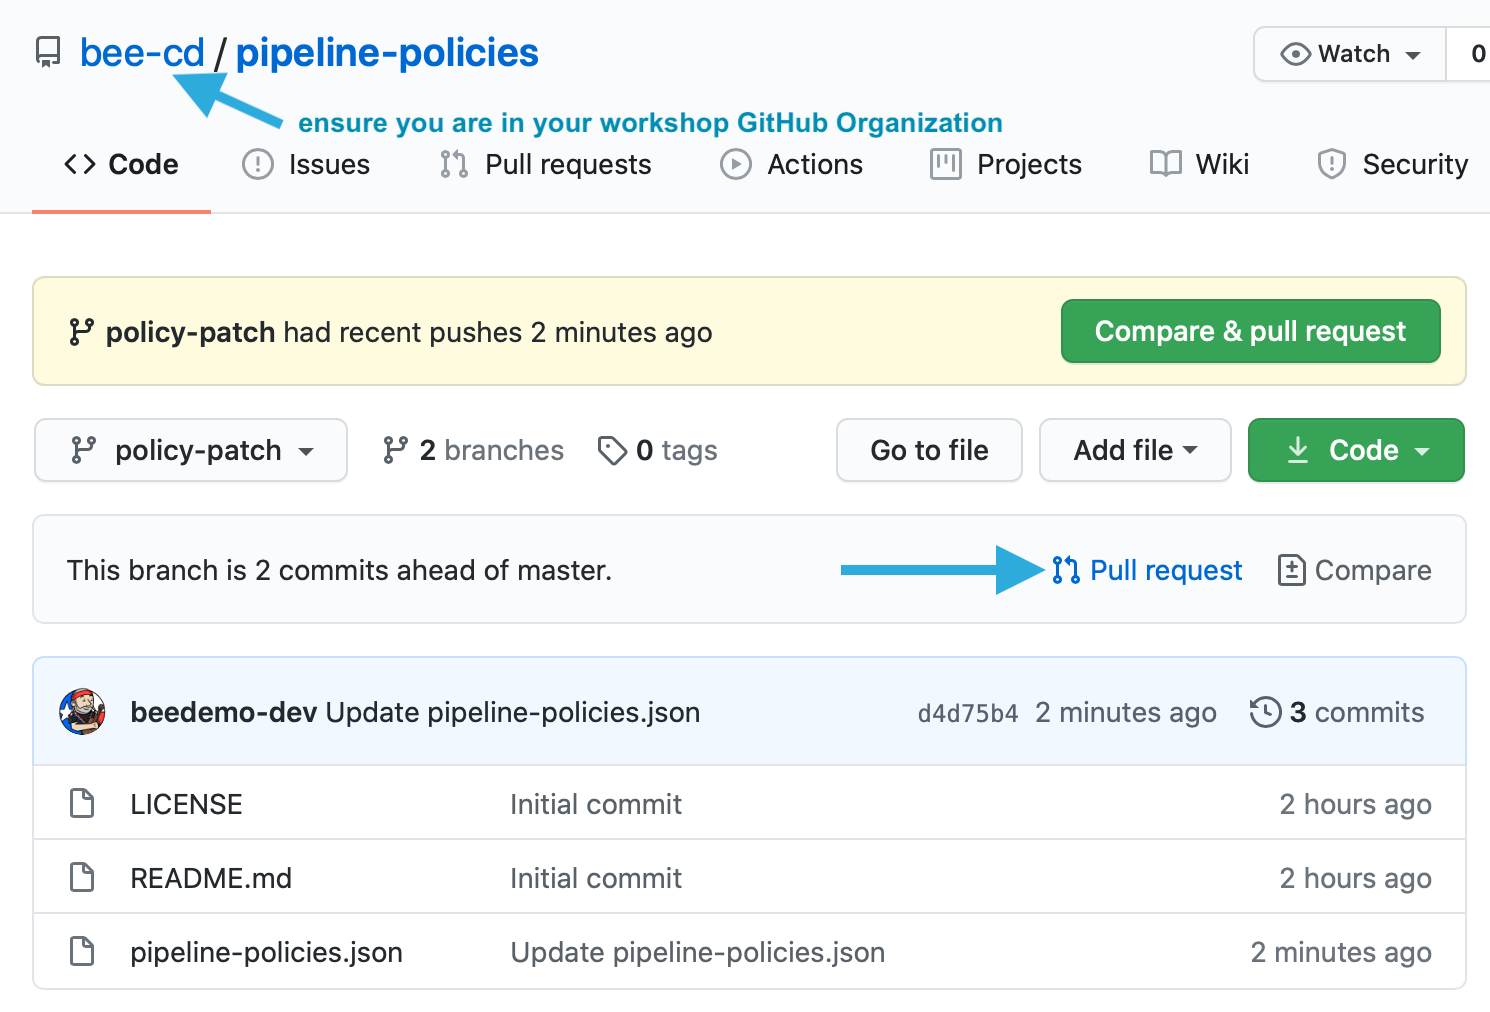 bee-cd / pipeline-policies
Watch
0
ensure you are in your workshop GitHub Organization
Code
Issues
Pull requests
Actions
Projects
Wiki
Security
policy-patch had recent pushes 2 minutes ago
Compare & pull request
policy-patch
2 branches
0 tags
Go to file
Add file
Code
This branch is 2 commits ahead of master.
Pull request
Compare
beedemo-dev Update pipeline-policies.json
d4d75b4 2 minutes ago
3 commits
LICENSE
Initial commit
2 hours ago
README.md
Initial commit
2 hours ago
pipeline-policies.json
Update pipeline-policies.json
2 minutes ago